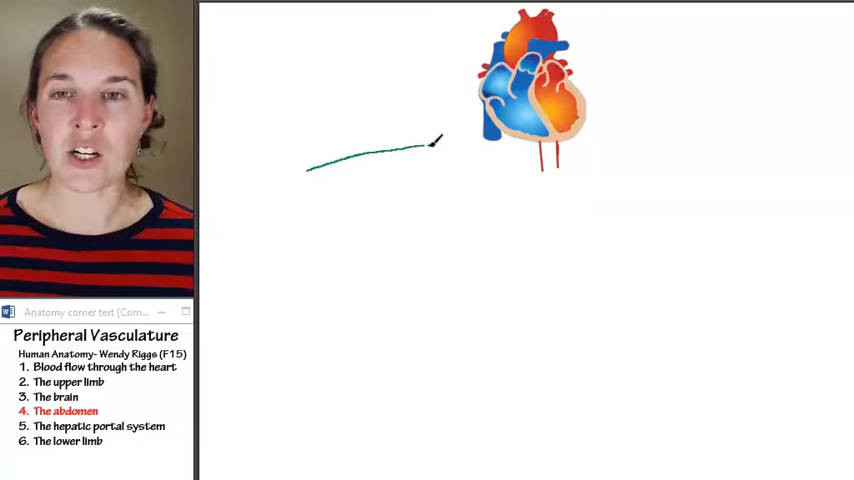 Anatomy corner text [Com...
Peripheral Vasculature
Human Anatomy- Wendy Riggs (F15)
1. Blood flow through the heart
2. The upper limb
3. The brain
4. The abdomen
5. The hepatic portal system
6. The lower limb